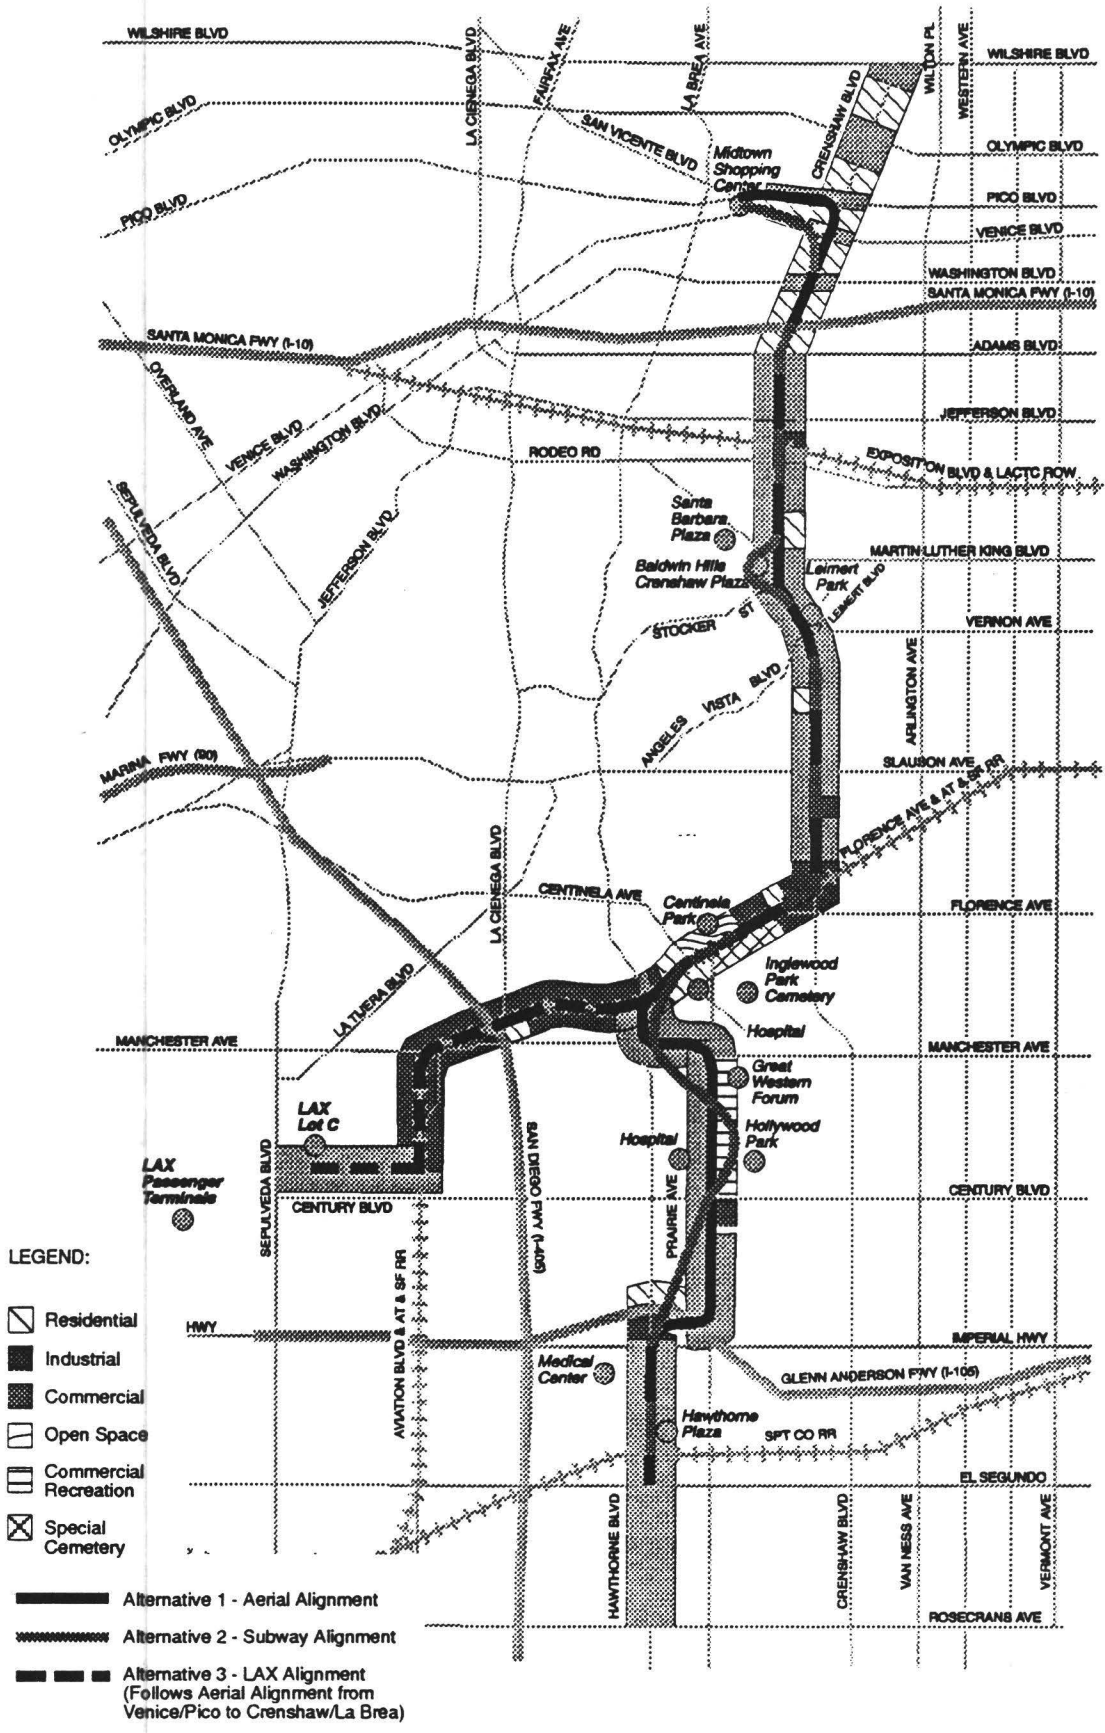 WILSHIRE BLVD
LA CIENEGA BLVD
FAIRFAX AVE
LA BREA AVE
WILTON PL
WESTERN AVE
WILSHIRE BLVD
OLYMPIC BLVD
SAN VICENTE BLVD
CRENSHAW BLVD
OLYMPIC BLVD
Midtown
Shopping
Center
PICO BLVD
PICO BLVD
VENICE BLVD
WASHINGTON BLVD
SANTA MONICA FWY (I-10)
SANTA MONICA FWY (I-10)
ADAMS BLVD
OVERLAND AVE
VENICE BLVD
WASHINGTON BLVD
JEFFERSON BLVD
RODEO RD
EXPOSITION BLVD & LACTC ROW
SEPULVEDA BLVD
JEFFERSON BLVD
Santa
Barbara
Plaza
MARTIN LUTHER KING BLVD
Baldwin Hills
Crenshaw Plaza
Leimert
Park
LEIMERT BLVD
STOCKER ST
VERNON AVE
ARLINGTON AVE
ANGELES VISTA BLVD
MARINA FWY (90)
SLAUSON AVE
FLORENCE AVE & AT & SF RR
LA CIENEGA BLVD
CENTINELA AVE
Centinela
Park
FLORENCE AVE
LA TIJERA BLVD
Inglewood
Park
Cemetery
Hospital
MANCHESTER AVE
MANCHESTER AVE
Great
Western
Forum
LAX
Lot C
Hospital
Hollywood
Park
LAX
Passenger
Terminals
SEPULVEDA BLVD
CENTURY BLVD
SAN DIEGO FWY (I-405)
PRAIRIE AVE
CENTURY BLVD
AVIATION BLVD & AT & SF RR
HWY
IMPERIAL HWY
Medical
Center
GLENN ANDERSON FWY (I-105)
Hawthorne
Plaza
SPT CO RR
EL SEGUNDO
HAWTHORNE BLVD
CRENSHAW BLVD
VAN NESS AVE
VERMONT AVE
ROSECRANS AVE
LEGEND:
Residential
Industrial
Commercial
Open Space
Commercial
Recreation
Special
Cemetery
Alternative 1 - Aerial Alignment
Alternative 2 - Subway Alignment
Alternative 3 - LAX Alignment
(Follows Aerial Alignment from
Venice/Pico to Crenshaw/La Brea)